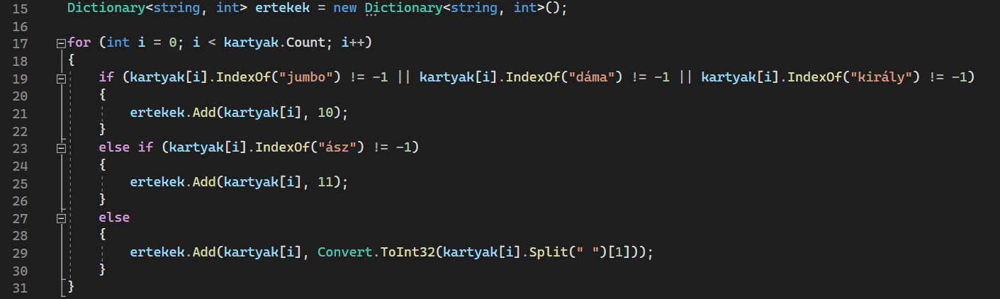 15 Dictionary<string, int> ertekek = new Dictionary<string, int>();
16
17 for (int i = 0; i < kartyak.Count; i++)
18 {
19 if (kartyak[i].IndexOf("jumbo") != -1 || kartyak[i].IndexOf("dáma") != -1 || kartyak[i].IndexOf("király") != -1)
20 {
21 ertekek.Add(kartyak[i], 10);
22 }
23 else if (kartyak[i].IndexOf("ász") != -1)
24 {
25 ertekek.Add(kartyak[i], 11);
26 }
27 else
28 {
29 ertekek.Add(kartyak[i], Convert.ToInt32(kartyak[i].Split(" ")[1]));
30 }
31 }